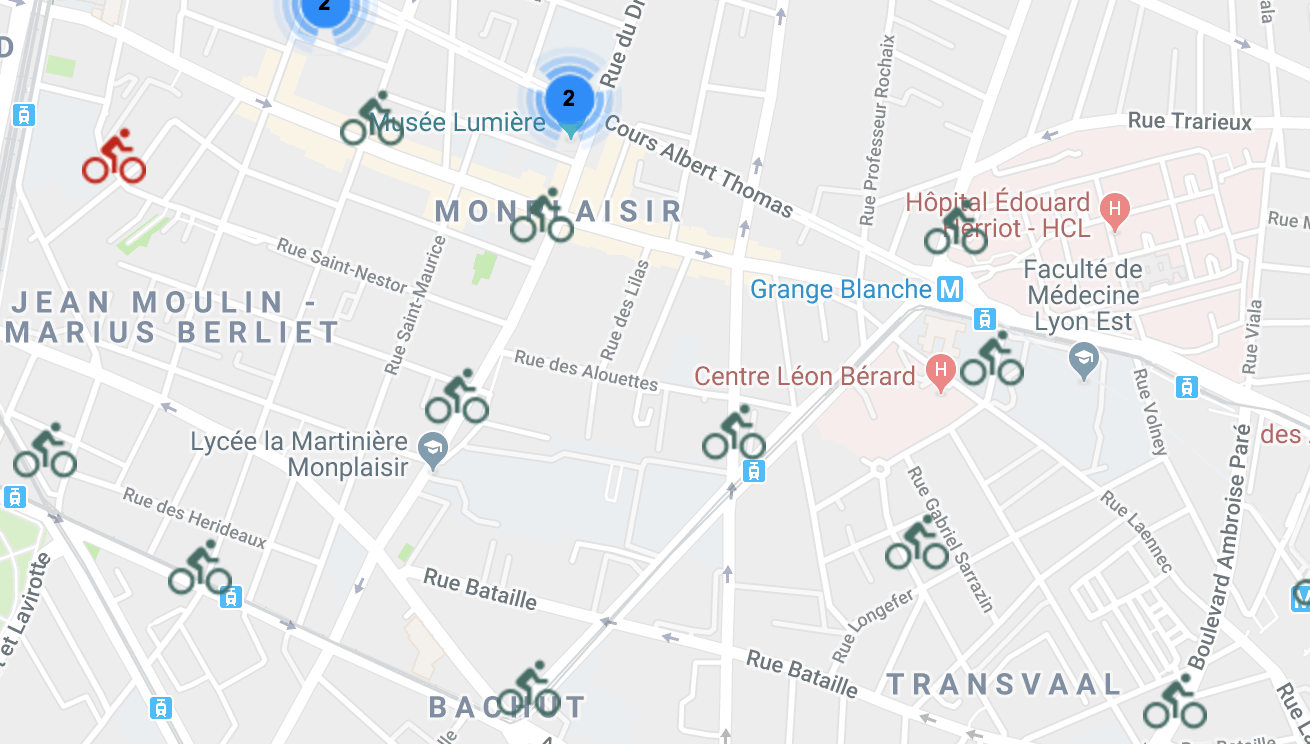 2
D
Rue du Dr
2
Musée Lumière
Cours Albert Thomas
Rue Professeur Rochaix
Rue Trarieux
Hôpital Édouard
Herriot - HCL
H
MONPLAISIR
Rue Saint-Nestor
Rue Saint-Maurice
Rue des Lilas
Grange Blanche M
Faculté de
Médecine
Lyon Est
Rue Viala
JEAN MOULIN -
MARIUS BERLIET
Rue des Alouettes
Centre Léon Bérard
H
Rue Volney
des
Lycée la Martinière
Monplaisir
Rue des Herideaux
Rue Gabriel Sarrazin
Rue Laennec
Boulevard Ambroise Paré
et Lavirotte
Rue Bataille
Rue Longefer
Rue Bataille
TRANSVAAL
BACHUT
Rue Bataille